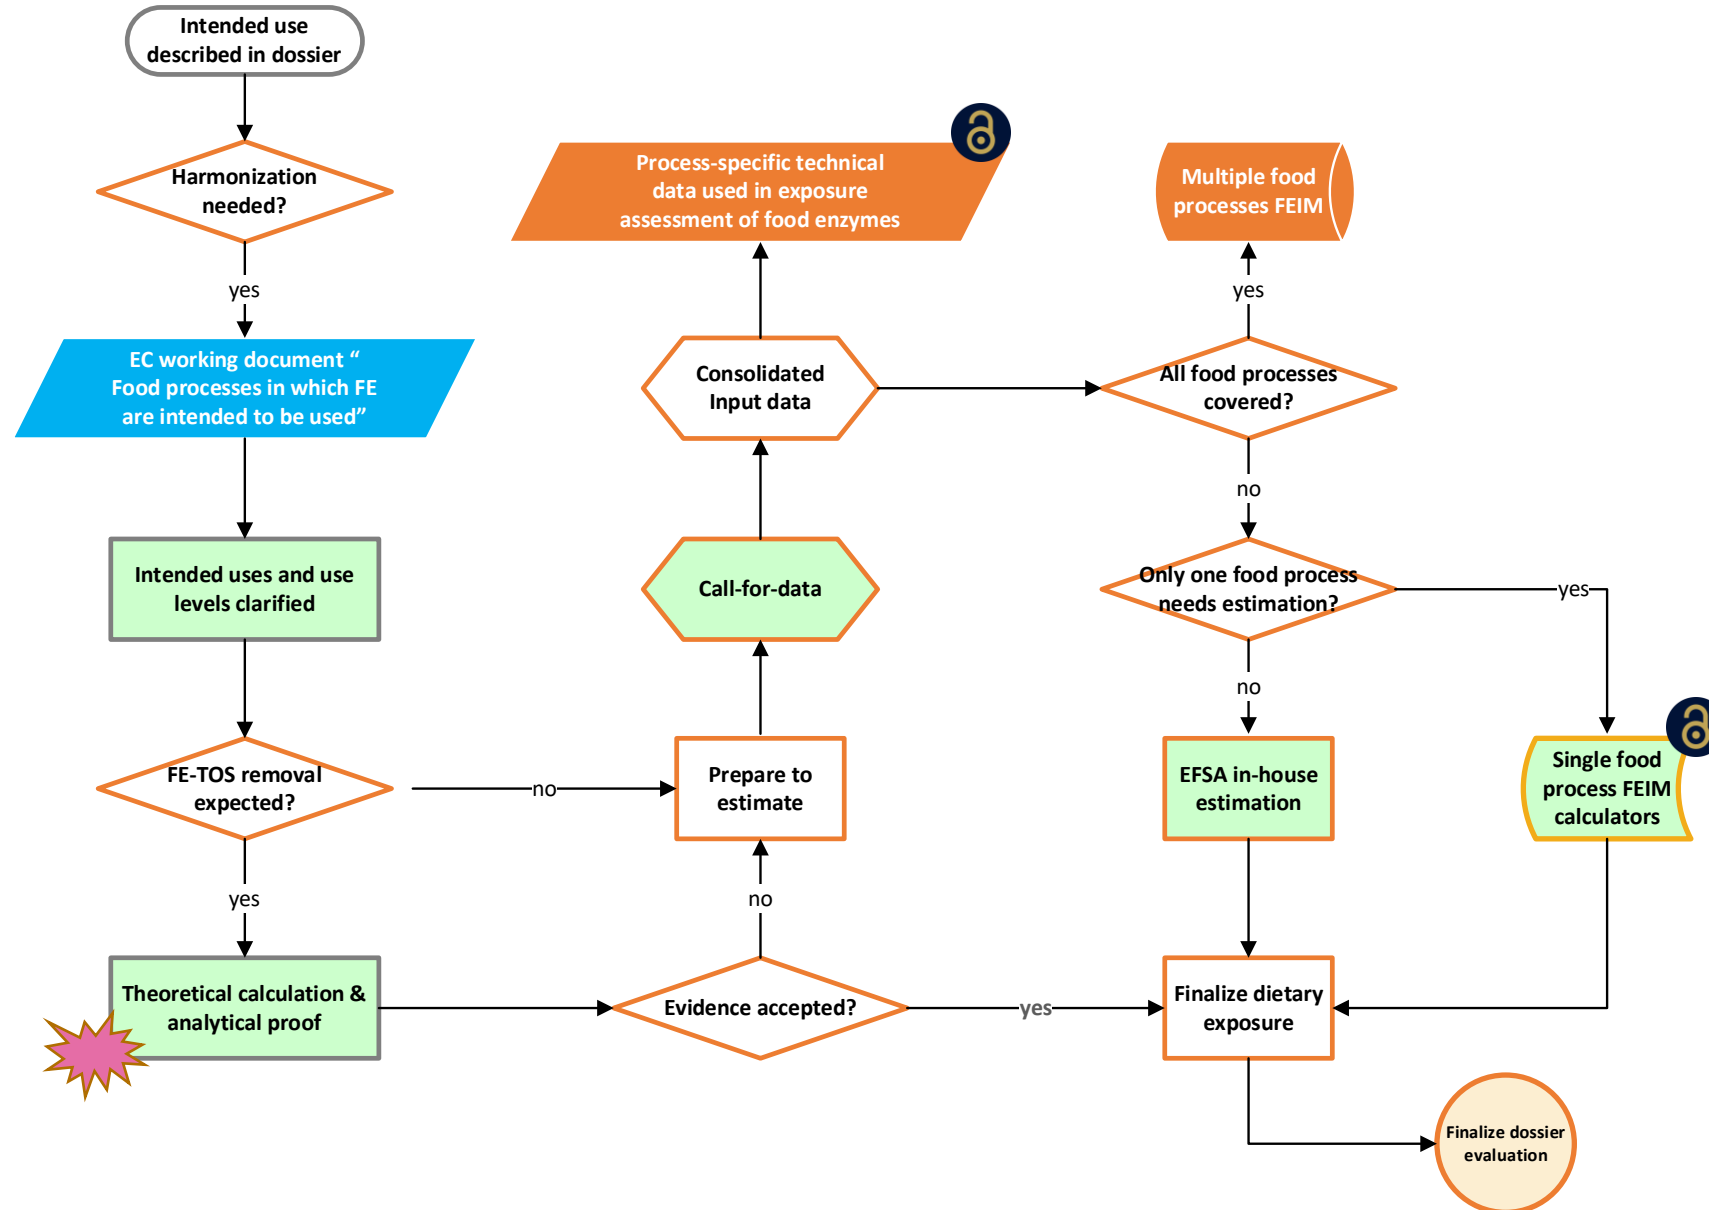 Intended use
described in dossier
Harmonization
needed?
yes
EC working document “
Food processes in which FE
are intended to be used”
Intended uses and use
levels clarified
FE-TOS removal
expected?
no
yes
Theoretical calculation &
analytical proof
Process-specific technical
data used in exposure
assessment of food enzymes
Consolidated
Input data
Call-for-data
Prepare to
estimate
no
Evidence accepted?
yes
Multiple food
processes FEIM
yes
All food processes
covered?
no
Only one food process
needs estimation?
yes
no
EFSA in-house
estimation
Single food
process FEIM
calculators
Finalize dietary
exposure
Finalize dossier
evaluation